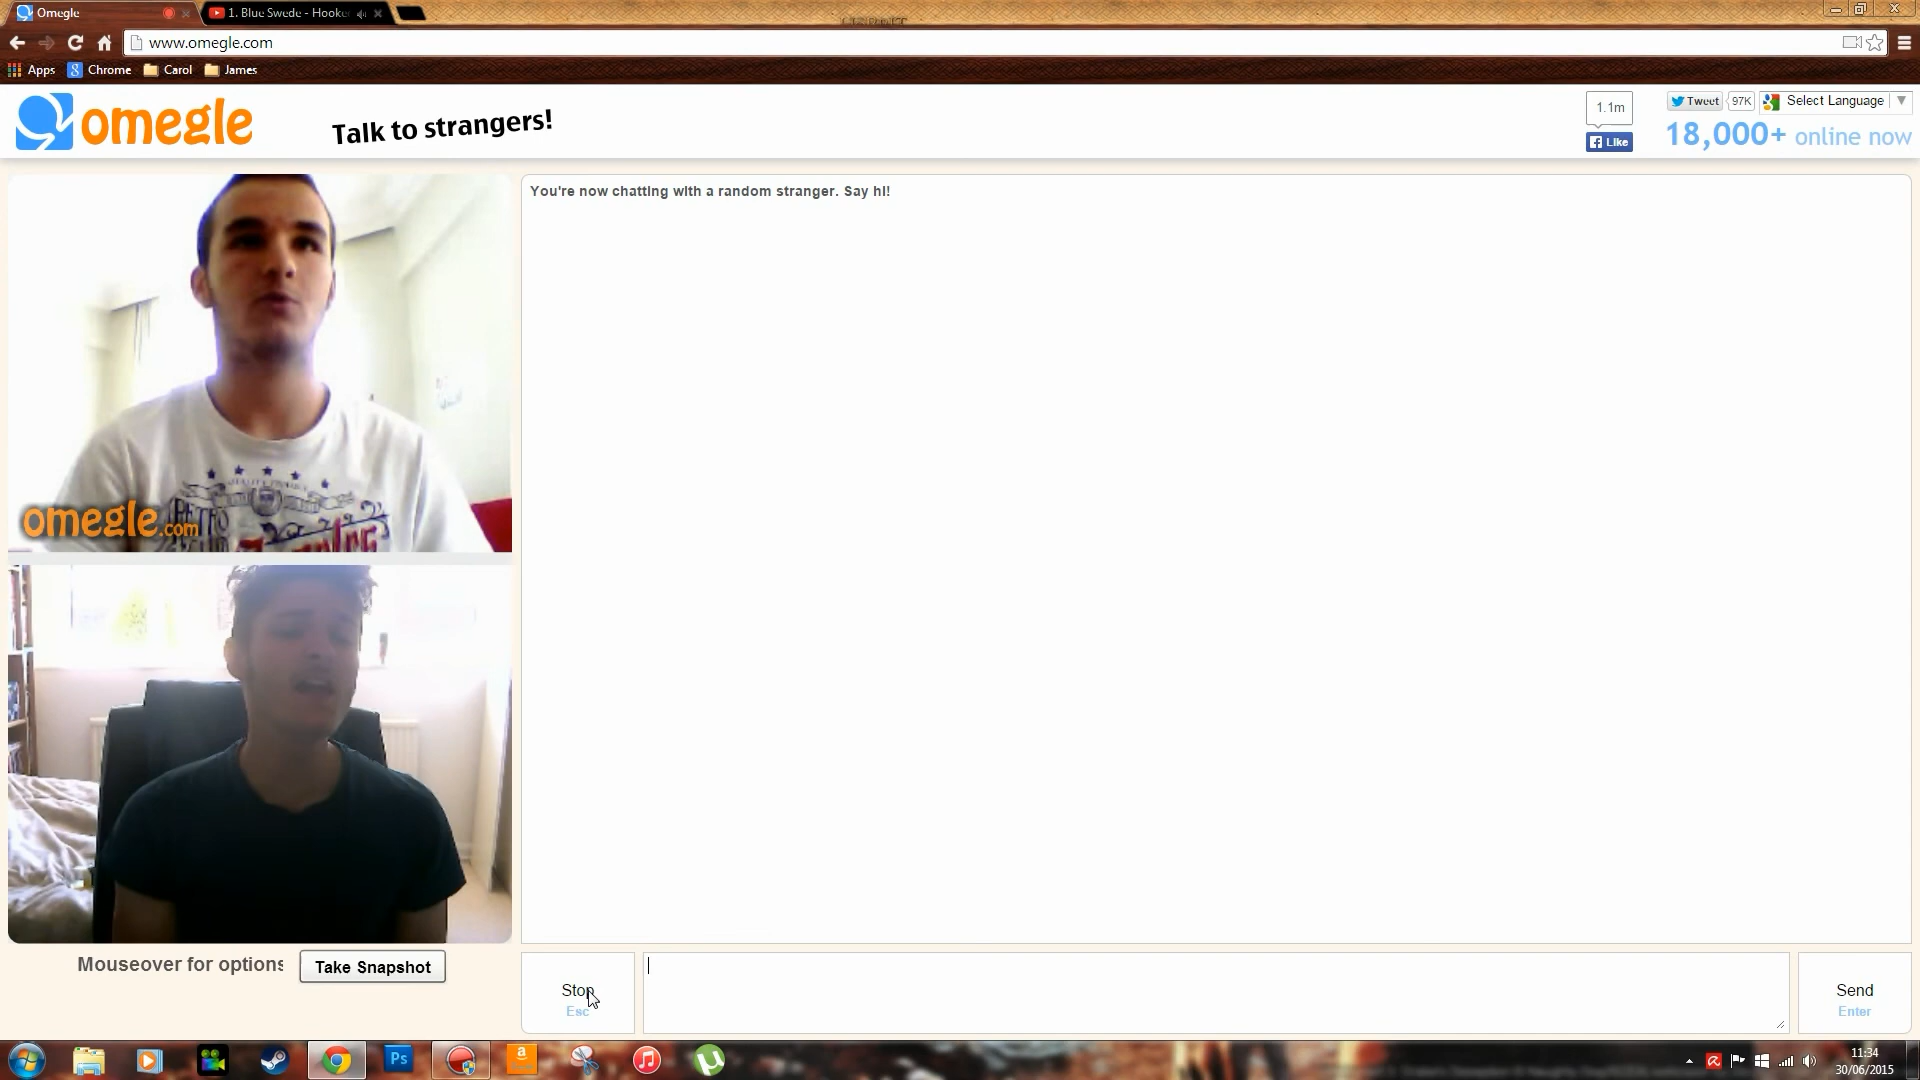 Omegle
1. Blue Swede - Hooke
www.omegle.com
Apps
Chrome
Carol
James
omegle
Talk to strangers!
1.1m
Like
Tweet
97K
Select Language
18,000+ online now
You're now chatting with a random stranger. Say hi!
omegle.com
Mouseover for options
Take Snapshot
Stop
Esc
Send
Enter
Ps
a
11:34
30/06/2015